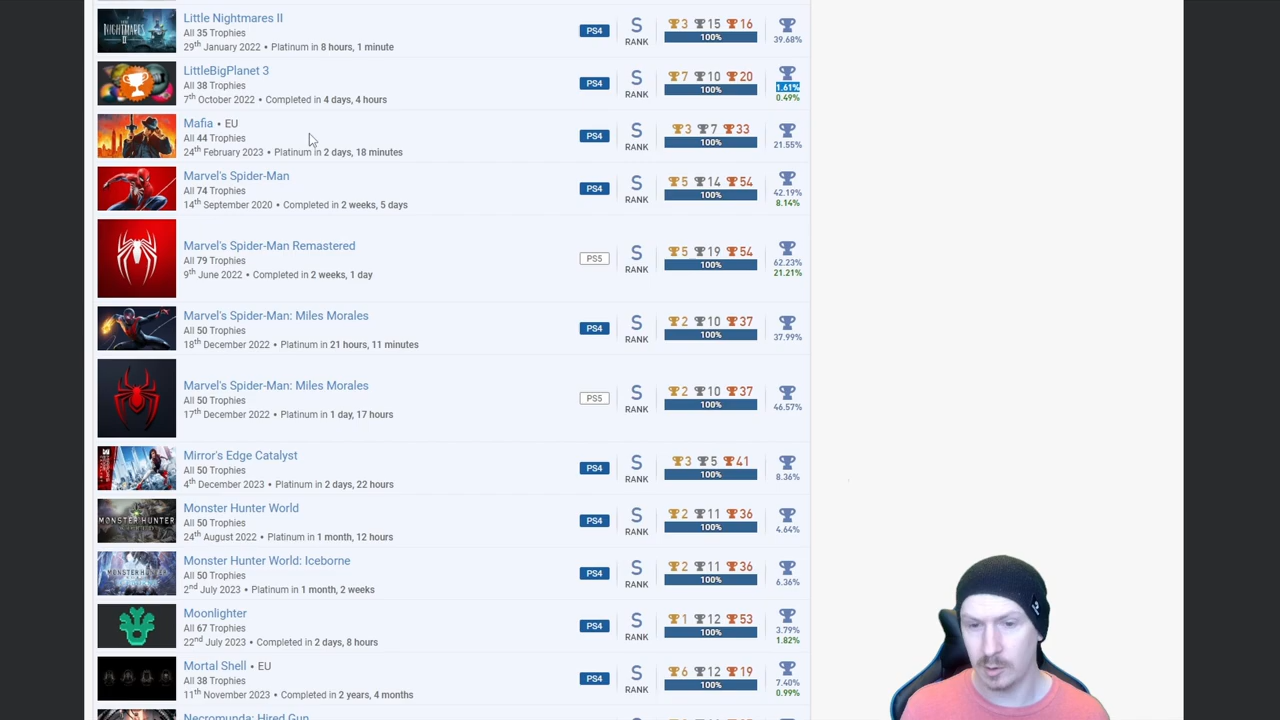 Little Nightmares II
All 35 Trophies
29th January 2022 • Platinum in 8 hours, 1 minute
PS4
S
RANK
3 15 16
100%
39.68%
LittleBigPlanet 3
All 38 Trophies
7th October 2022 • Completed in 4 days, 4 hours
PS4
S
RANK
7 10 20
100%
1.61%
0.49%
Mafia • EU
All 44 Trophies
24th February 2023 • Platinum in 2 days, 18 minutes
PS4
S
RANK
3 7 33
100%
21.55%
Marvel's Spider-Man
All 74 Trophies
14th September 2020 • Completed in 2 weeks, 5 days
PS4
S
RANK
5 14 54
100%
42.19%
8.14%
Marvel's Spider-Man Remastered
All 79 Trophies
9th June 2022 • Completed in 2 weeks, 1 day
PS5
S
RANK
5 19 54
100%
62.23%
21.21%
Marvel's Spider-Man: Miles Morales
All 50 Trophies
18th December 2022 • Platinum in 21 hours, 11 minutes
PS4
S
RANK
2 10 37
100%
37.99%
Marvel's Spider-Man: Miles Morales
All 50 Trophies
17th December 2022 • Platinum in 1 day, 17 hours
PS5
S
RANK
2 10 37
100%
46.57%
Mirror's Edge Catalyst
All 50 Trophies
4th December 2023 • Platinum in 2 days, 22 hours
PS4
S
RANK
3 5 41
100%
8.36%
MONSTER HUNTER
Monster Hunter World
All 50 Trophies
24th August 2022 • Platinum in 1 month, 12 hours
PS4
S
RANK
2 11 36
100%
4.64%
Monster Hunter World: Iceborne
All 50 Trophies
2nd July 2023 • Platinum in 1 month, 2 weeks
PS4
S
RANK
2 11 36
100%
6.36%
Moonlighter
All 67 Trophies
22nd July 2023 • Completed in 2 days, 8 hours
PS4
S
RANK
1 12 53
100%
3.79%
1.82%
Mortal Shell • EU
All 38 Trophies
11th November 2023 • Completed in 2 years, 4 months
PS4
S
RANK
6 12 19
100%
7.40%
0.99%
Necromunda: Hired Gun